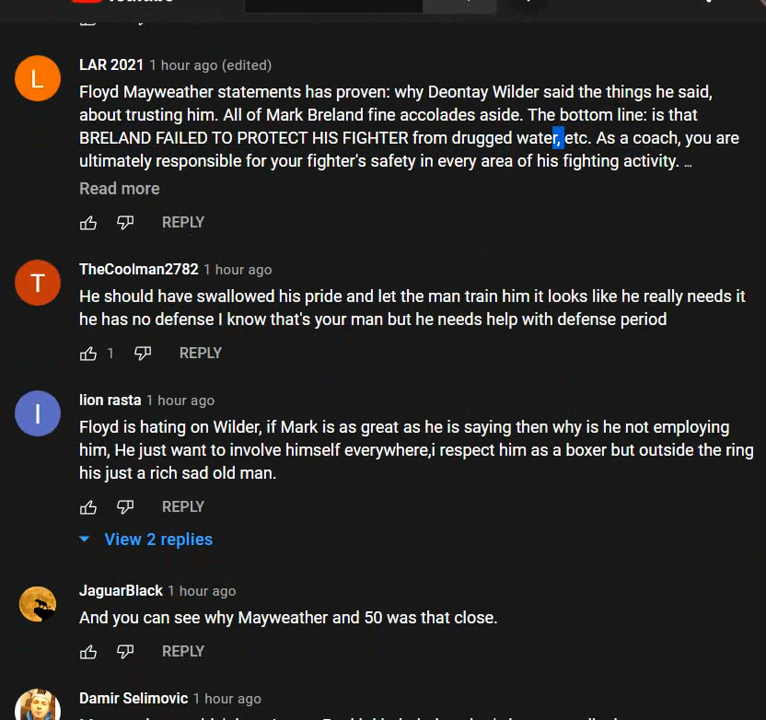 L
LAR 2021 1 hour ago (edited)
Floyd Mayweather statements has proven: why Deontay Wilder said the things he said,
about trusting him. All of Mark Breland fine accolades aside. The bottom line: is that
BRELAND FAILED TO PROTECT HIS FIGHTER from drugged water, etc. As a coach, you are
ultimately responsible for your fighter's safety in every area of his fighting activity. ...
Read more
REPLY
T
TheCoolman2782 1 hour ago
He should have swallowed his pride and let the man train him it looks like he really needs it
he has no defense I know that's your man but he needs help with defense period
1 REPLY
l
lion rasta 1 hour ago
Floyd is hating on Wilder, if Mark is as great as he is saying then why is he not employing
him, He just want to involve himself everywhere,i respect him as a boxer but outside the ring
his just a rich sad old man.
REPLY
View 2 replies
JaguarBlack 1 hour ago
And you can see why Mayweather and 50 was that close.
REPLY
Damir Selimovic 1 hour ago